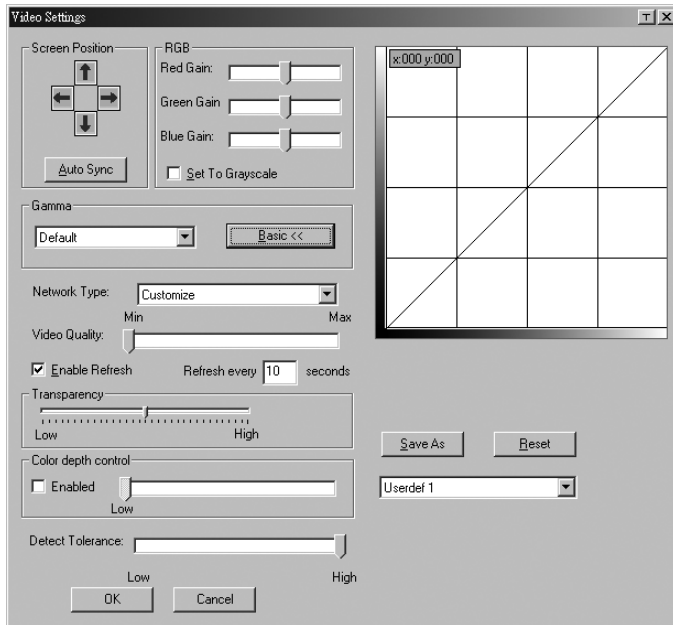 Video Settings
Screen Position
Auto Sync
RGB
Red Gain:
Green Gain
Blue Gain:
Set To Grayscale
x:000 y:000
Gamma
Default
Basic <<
Network Type:
Customize
Min Max
Video Quality:
Enable Refresh Refresh every 10 seconds
Transparency
Low High
Color depth control
Enabled
Low
Detect Tolerance:
Low High
OK Cancel
Save As Reset
Userdef 1